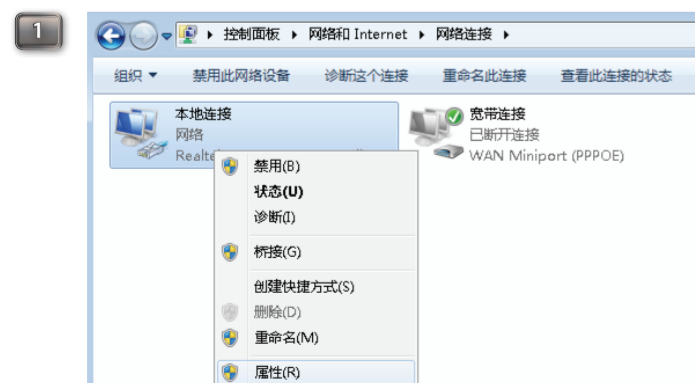 1
控制面板 ▸ 网络和 Internet ▸ 网络连接 ▸
组织 ▼ 禁用此网络设备 诊断这个连接 重命名此连接 查看此连接的状态
本地连接
网络
宽带连接
已断开连接
WAN Miniport (PPPOE)
禁用(B)
状态(U)
诊断(I)
桥接(G)
创建快捷方式(S)
删除(D)
重命名(M)
属性(R)